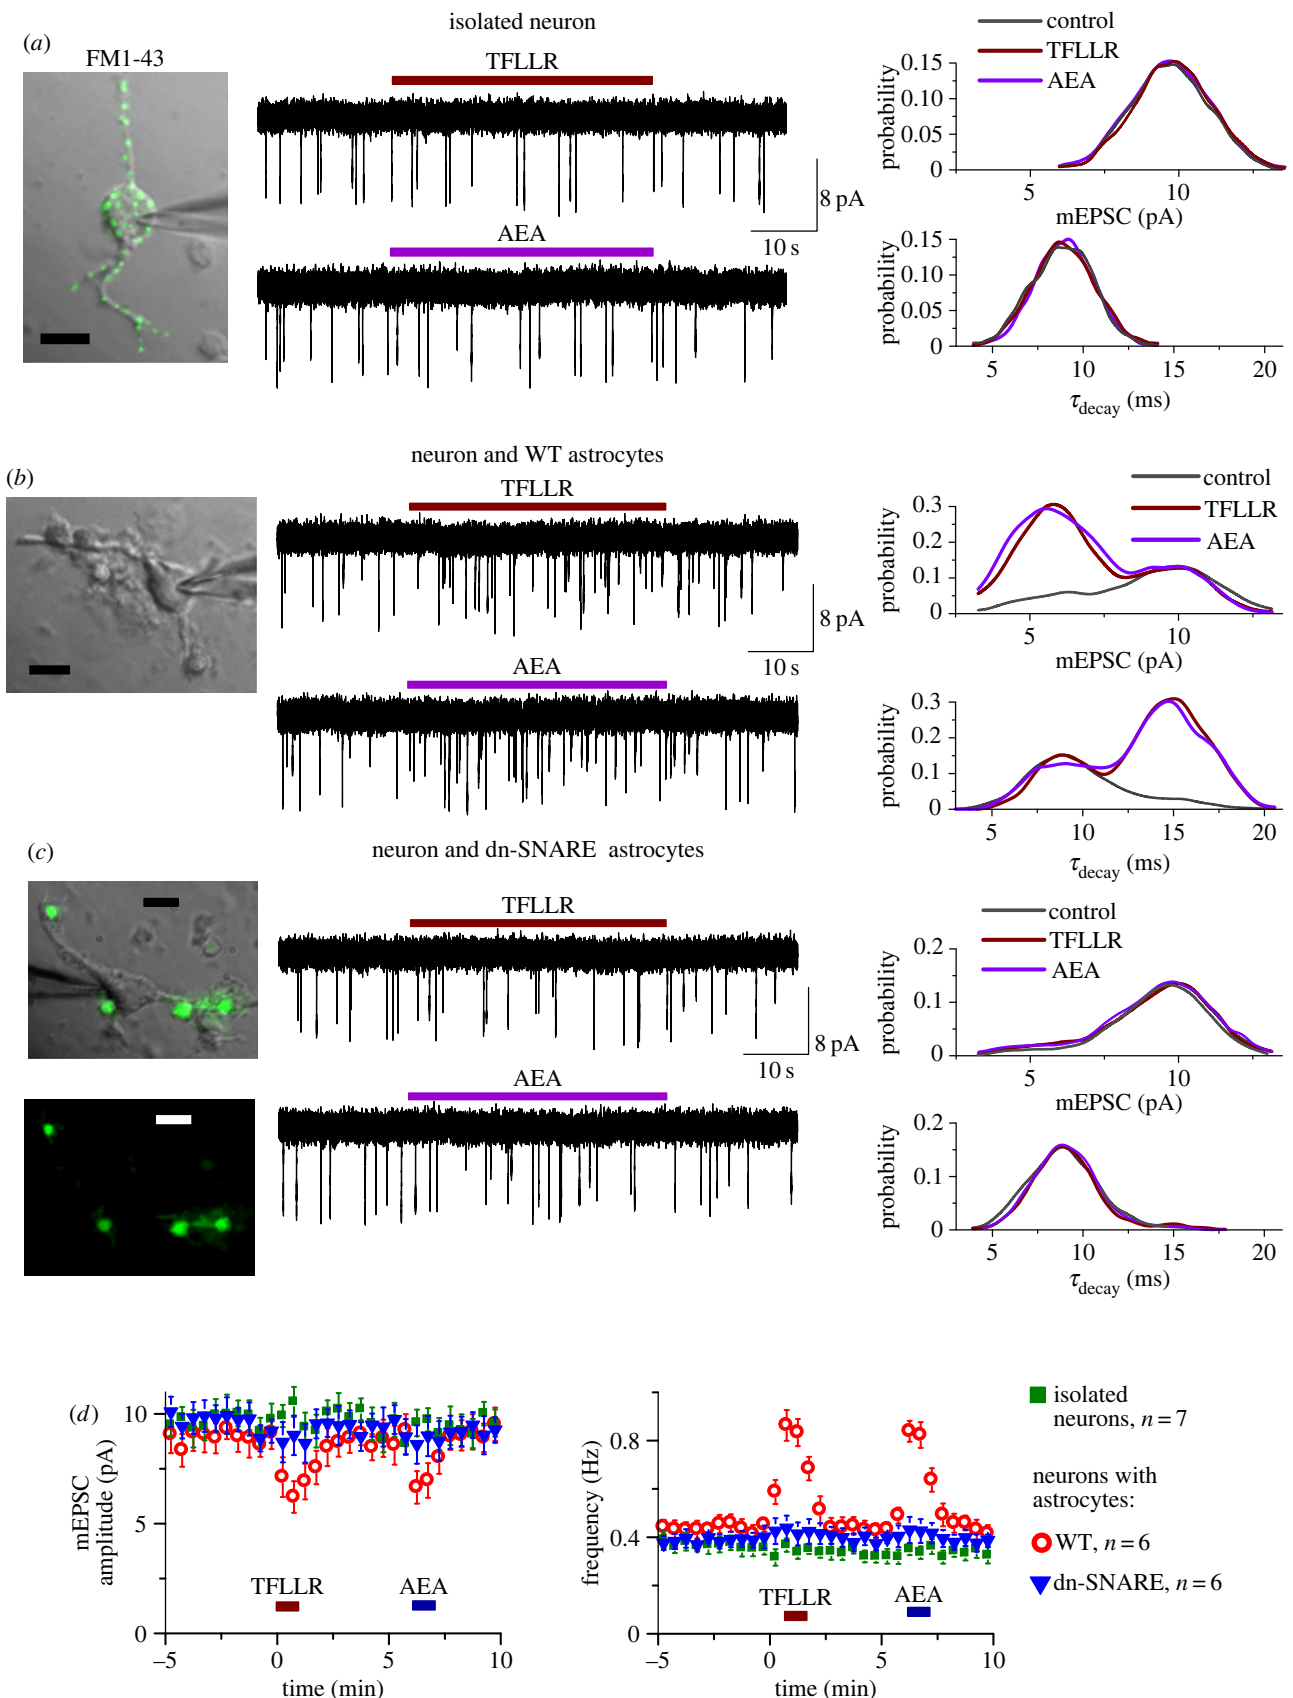 (a)
FM1-43
isolated neuron
TFLLR
AEA
8 pA
10 s
control
TFLLR
AEA
probability
0.15
0.10
0.05
0
5
10
mEPSC (pA)
probability
0.15
0.10
0.05
0
5
10
15
20
τdecay (ms)
(b)
neuron and WT astrocytes
TFLLR
AEA
8 pA
10 s
control
TFLLR
AEA
probability
0.3
0.2
0.1
0
5
10
mEPSC (pA)
probability
0.3
0.2
0.1
0
5
10
15
20
τdecay (ms)
(c)
neuron and dn-SNARE astrocytes
TFLLR
AEA
8 pA
10 s
control
TFLLR
AEA
probability
0.2
0.1
0
5
10
mEPSC (pA)
probability
0.2
0.1
0
5
10
15
20
τdecay (ms)
(d)
mEPSC
amplitude (pA)
10
5
0
TFLLR
AEA
–5
0
5
10
time (min)
frequency (Hz)
0.8
0.4
0
TFLLR
AEA
–5
0
5
10
time (min)
isolated
neurons, n = 7
neurons with
astrocytes:
WT, n = 6
dn-SNARE, n = 6